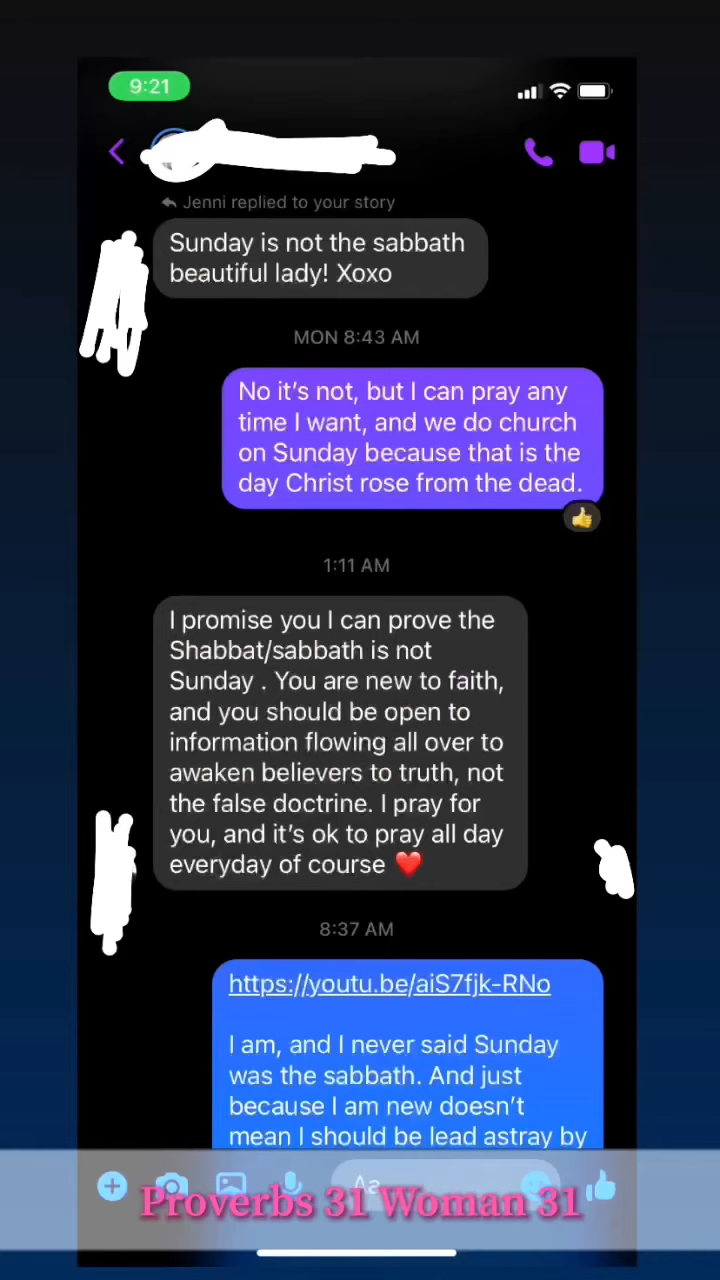 9:21
Jenni replied to your story
Sunday is not the sabbath
beautiful lady! Xoxo
MON 8:43 AM
No it's not, but I can pray any
time I want, and we do church
on Sunday because that is the
day Christ rose from the dead.
1:11 AM
I promise you I can prove the
Shabbat/sabbath is not
Sunday . You are new to faith,
and you should be open to
information flowing all over to
awaken believers to truth, not
the false doctrine. I pray for
you, and it's ok to pray all day
everyday of course ❤️
8:37 AM
https://youtu.be/aiS7fjk-RNo
I am, and I never said Sunday
was the sabbath. And just
because I am new doesn't
mean I should be lead astray by
Aa
Proverbs 31 Woman 31